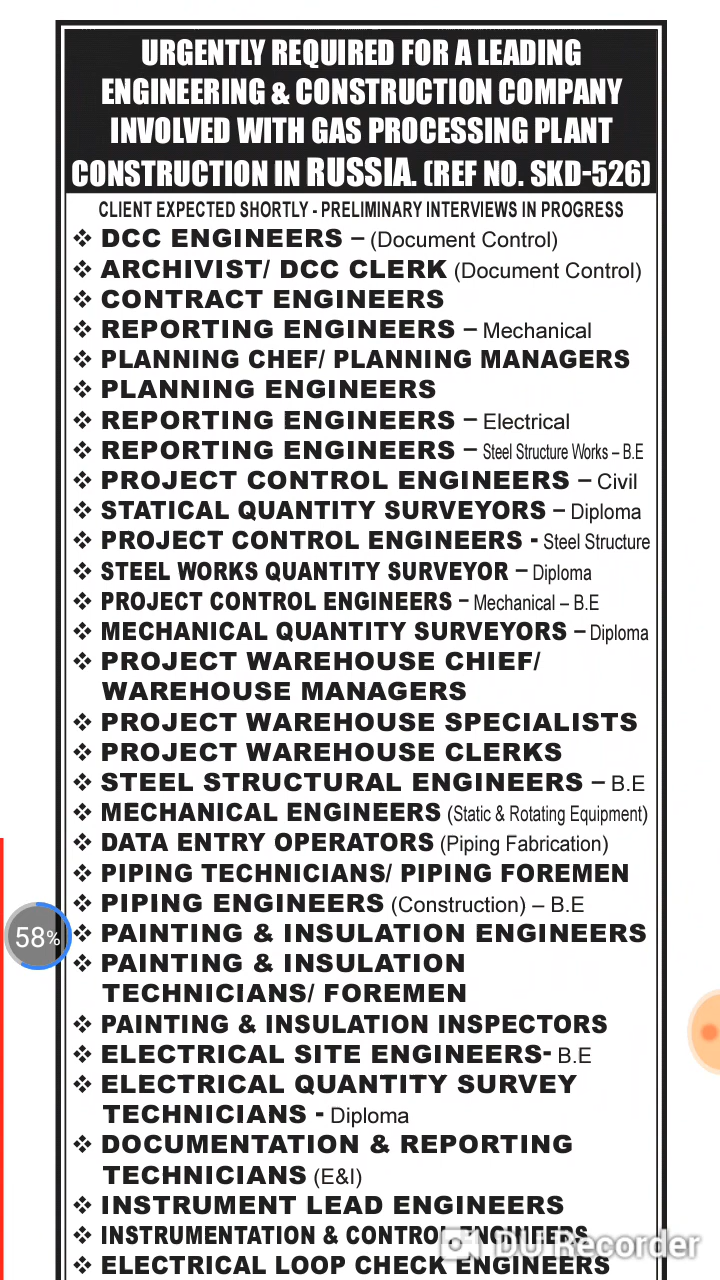 URGENTLY REQUIRED FOR A LEADING
ENGINEERING & CONSTRUCTION COMPANY
INVOLVED WITH GAS PROCESSING PLANT
CONSTRUCTION IN RUSSIA. (REF NO. SKD-526)
CLIENT EXPECTED SHORTLY - PRELIMINARY INTERVIEWS IN PROGRESS
❖ DCC ENGINEERS – (Document Control)
❖ ARCHIVIST/ DCC CLERK (Document Control)
❖ CONTRACT ENGINEERS
❖ REPORTING ENGINEERS – Mechanical
❖ PLANNING CHEF/ PLANNING MANAGERS
❖ PLANNING ENGINEERS
❖ REPORTING ENGINEERS – Electrical
❖ REPORTING ENGINEERS – Steel Structure Works – B.E
❖ PROJECT CONTROL ENGINEERS – Civil
❖ STATICAL QUANTITY SURVEYORS – Diploma
❖ PROJECT CONTROL ENGINEERS - Steel Structure
❖ STEEL WORKS QUANTITY SURVEYOR – Diploma
❖ PROJECT CONTROL ENGINEERS – Mechanical – B.E
❖ MECHANICAL QUANTITY SURVEYORS – Diploma
❖ PROJECT WAREHOUSE CHIEF/
WAREHOUSE MANAGERS
❖ PROJECT WAREHOUSE SPECIALISTS
❖ PROJECT WAREHOUSE CLERKS
❖ STEEL STRUCTURAL ENGINEERS – B.E
❖ MECHANICAL ENGINEERS (Static & Rotating Equipment)
❖ DATA ENTRY OPERATORS (Piping Fabrication)
❖ PIPING TECHNICIANS/ PIPING FOREMEN
❖ PIPING ENGINEERS (Construction) – B.E
58%
❖ PAINTING & INSULATION ENGINEERS
❖ PAINTING & INSULATION
TECHNICIANS/ FOREMEN
❖ PAINTING & INSULATION INSPECTORS
❖ ELECTRICAL SITE ENGINEERS- B.E
❖ ELECTRICAL QUANTITY SURVEY
TECHNICIANS - Diploma
❖ DOCUMENTATION & REPORTING
TECHNICIANS (E&I)
❖ INSTRUMENT LEAD ENGINEERS
❖ INSTRUMENTATION & CONTROL ENGINEERS
DU Recorder
❖ ELECTRICAL LOOP CHECK ENGINEERS